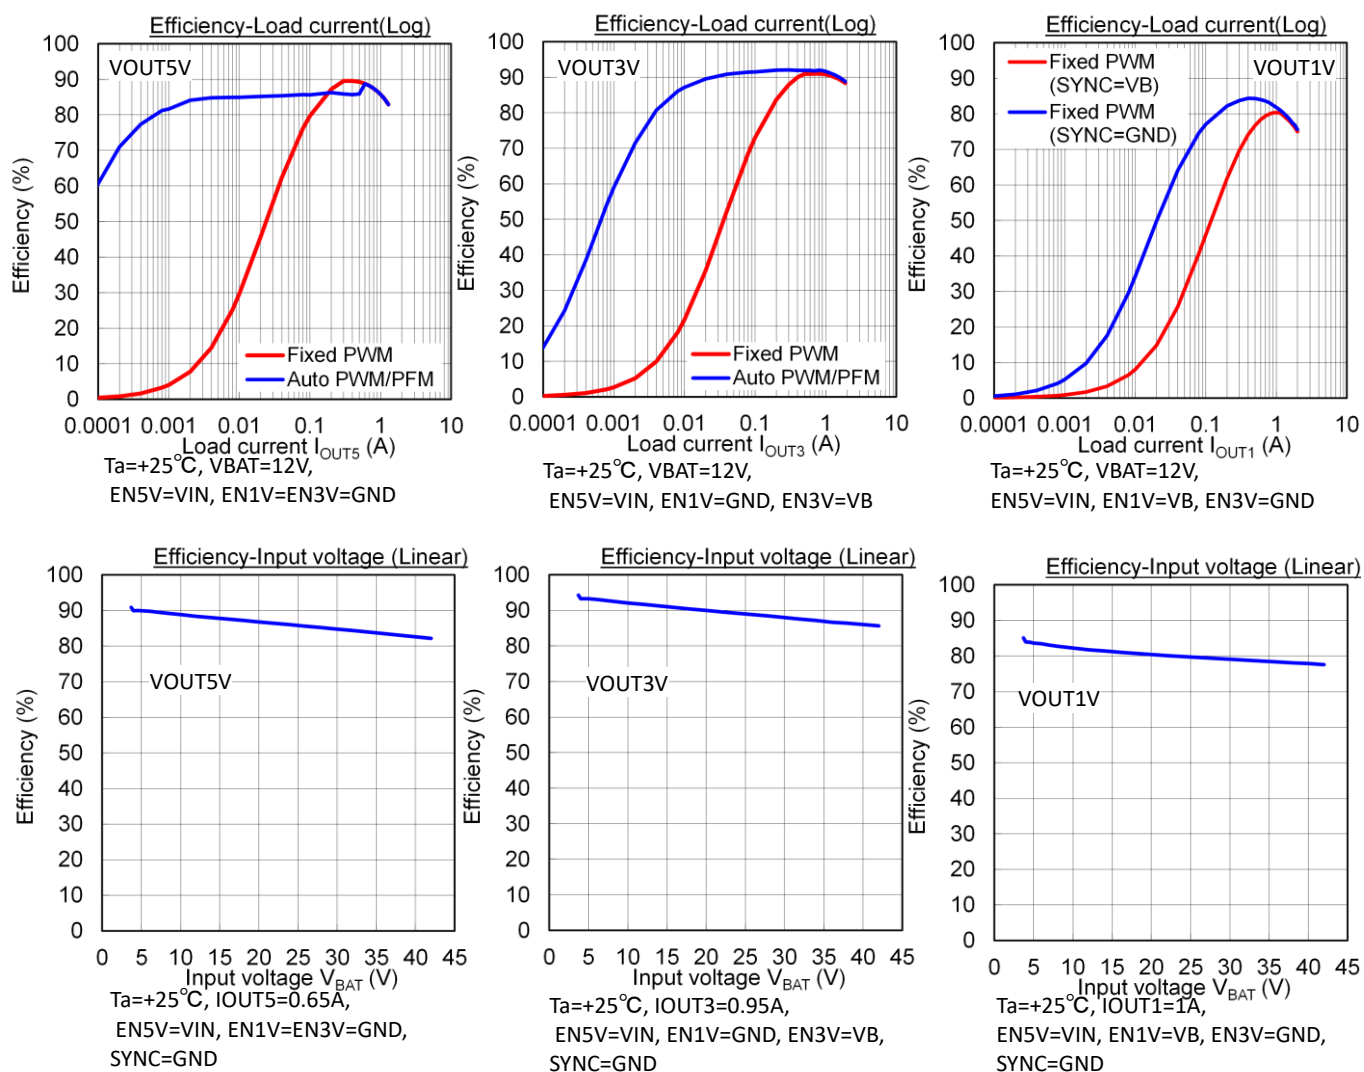 Efficiency-Load current(Log)
100
90
80
70
60
50
40
30
20
10
0
Efficiency (%)
VOUT5V
Fixed PWM
Auto PWM/PFM
0.0001 0.001 0.01 0.1 1 10
Load current IOUT5 (A)
Ta=+25℃, VBAT=12V,
EN5V=VIN, EN1V=EN3V=GND
Efficiency-Load current(Log)
100
90
80
70
60
50
40
30
20
10
0
Efficiency (%)
VOUT3V
Fixed PWM
Auto PWM/PFM
0.0001 0.001 0.01 0.1 1 10
Load current IOUT3 (A)
Ta=+25℃, VBAT=12V,
EN5V=VIN, EN1V=GND, EN3V=VB
Efficiency-Load current(Log)
100
90
80
70
60
50
40
30
20
10
0
Efficiency (%)
Fixed PWM
(SYNC=VB)
Fixed PWM
(SYNC=GND)
VOUT1V
0.0001 0.001 0.01 0.1 1 10
Load current IOUT1 (A)
Ta=+25℃, VBAT=12V,
EN5V=VIN, EN1V=VB, EN3V=GND
Efficiency-Input voltage (Linear)
100
90
80
70
60
50
40
30
20
10
0
Efficiency (%)
VOUT5V
0 5 10 15 20 25 30 35 40 45
Input voltage VBAT (V)
Ta=+25℃, IOUT5=0.65A,
EN5V=VIN, EN1V=EN3V=GND,
SYNC=GND
Efficiency-Input voltage (Linear)
100
90
80
70
60
50
40
30
20
10
0
Efficiency (%)
VOUT3V
0 5 10 15 20 25 30 35 40 45
Input voltage VBAT (V)
Ta=+25℃, IOUT3=0.95A,
EN5V=VIN, EN1V=GND, EN3V=VB,
SYNC=GND
Efficiency-Input voltage (Linear)
100
90
80
70
60
50
40
30
20
10
0
Efficiency (%)
VOUT1V
0 5 10 15 20 25 30 35 40 45
Input voltage VBAT (V)
Ta=+25℃, IOUT1=1A,
EN5V=VIN, EN1V=VB, EN3V=GND,
SYNC=GND